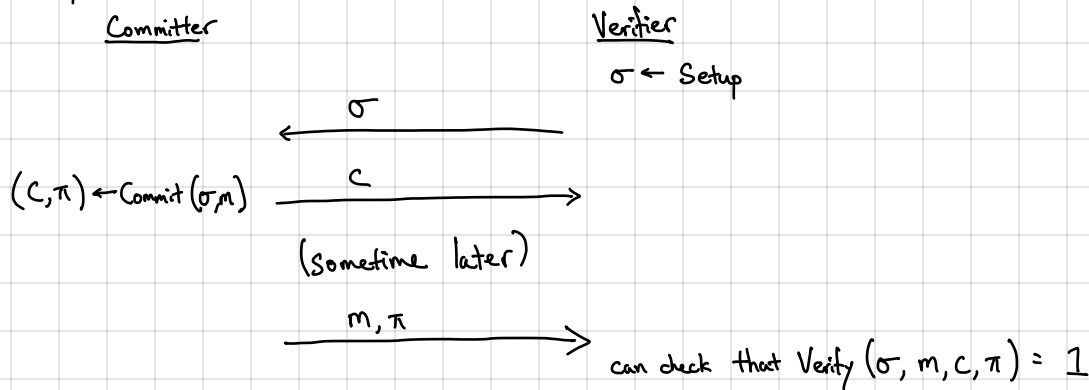 Committer Verifier
σ ← Setup
σ
(c,π) ← Commit(σ,m) c
(sometime later)
m, π
can check that Verify (σ, m, c, π) = 1